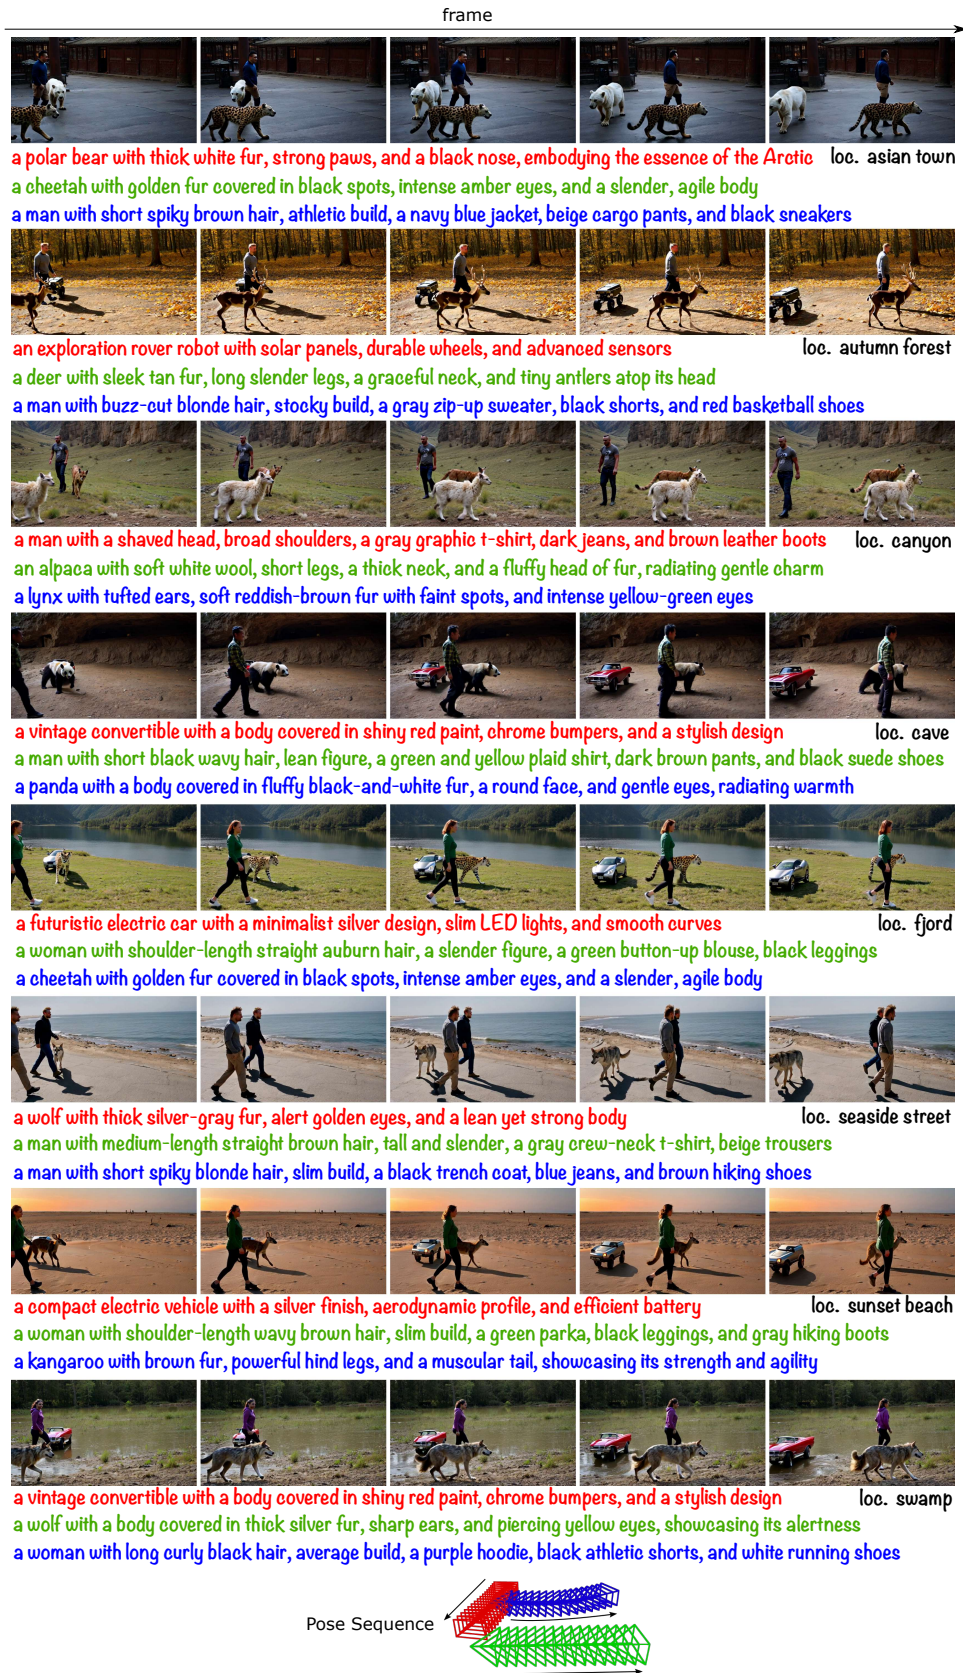 frame
a polar bear with thick white fur, strong paws, and a black nose, embodying the essence of the Arctic loc. asian town
a cheetah with golden fur covered in black spots, intense amber eyes, and a slender, agile body
a man with short spiky brown hair, athletic build, a navy blue jacket, beige cargo pants, and black sneakers
an exploration rover robot with solar panels, durable wheels, and advanced sensors loc. autumn forest
a deer with sleek tan fur, long slender legs, a graceful neck, and tiny antlers atop its head
a man with buzz-cut blonde hair, stocky build, a gray zip-up sweater, black shorts, and red basketball shoes
a man with a shaved head, broad shoulders, a gray graphic t-shirt, dark jeans, and brown leather boots loc. canyon
an alpaca with soft white wool, short legs, a thick neck, and a fluffy head of fur, radiating gentle charm
a lynx with tufted ears, soft reddish-brown fur with faint spots, and intense yellow-green eyes
a vintage convertible with a body covered in shiny red paint, chrome bumpers, and a stylish design loc. cave
a man with short black wavy hair, lean figure, a green and yellow plaid shirt, dark brown pants, and black suede shoes
a panda with a body covered in fluffy black-and-white fur, a round face, and gentle eyes, radiating warmth
a futuristic electric car with a minimalist silver design, slim LED lights, and smooth curves loc. fjord
a woman with shoulder-length straight auburn hair, a slender figure, a green button-up blouse, black leggings
a cheetah with golden fur covered in black spots, intense amber eyes, and a slender, agile body
a wolf with thick silver-gray fur, alert golden eyes, and a lean yet strong body loc. seaside street
a man with medium-length straight brown hair, tall and slender, a gray crew-neck t-shirt, beige trousers
a man with short spiky blonde hair, slim build, a black trench coat, blue jeans, and brown hiking shoes
a compact electric vehicle with a silver finish, aerodynamic profile, and efficient battery loc. sunset beach
a woman with shoulder-length wavy brown hair, slim build, a green parka, black leggings, and gray hiking boots
a kangaroo with brown fur, powerful hind legs, and a muscular tail, showcasing its strength and agility
a vintage convertible with a body covered in shiny red paint, chrome bumpers, and a stylish design loc. swamp
a wolf with a body covered in thick silver fur, sharp ears, and piercing yellow eyes, showcasing its alertness
a woman with long curly black hair, average build, a purple hoodie, black athletic shorts, and white running shoes
Pose Sequence